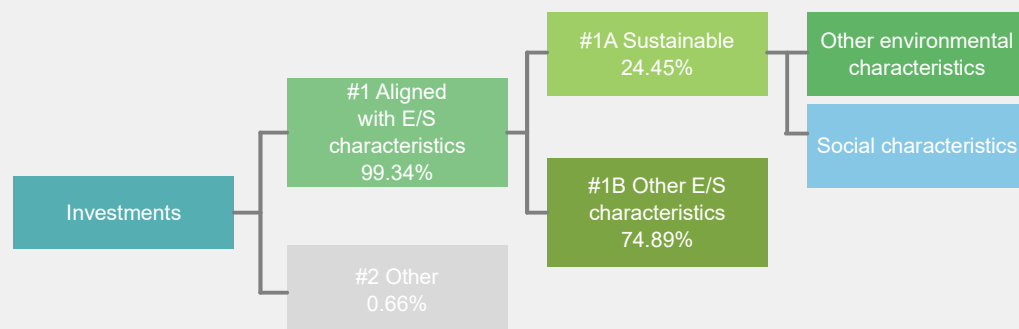 Investments
#1 Aligned
with E/S
characteristics
99.34%
#2 Other
0.66%
#1A Sustainable
24.45%
#1B Other E/S
characteristics
74.89%
Other environmental
characteristics
Social characteristics